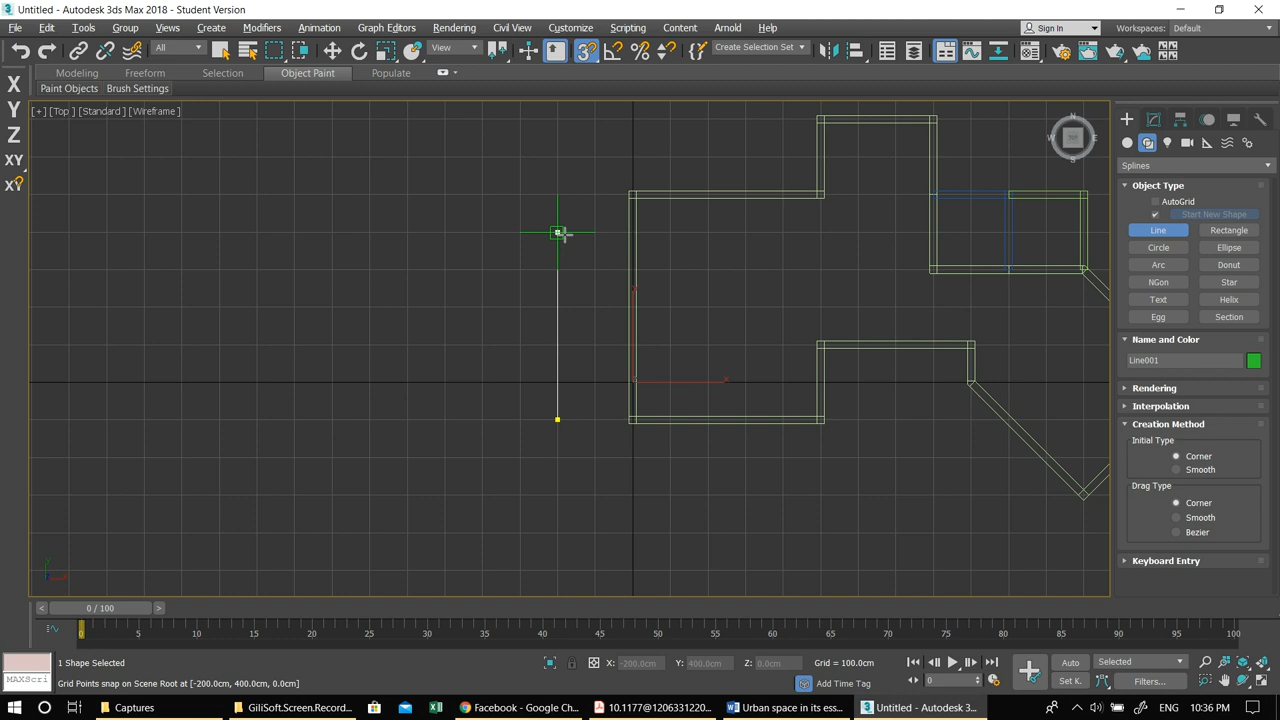 Untitled - Autodesk 3ds Max 2018 - Student Version
File Edit Tools Group Views Create Modifiers Animation Graph Editors Rendering Civil View Customize Scripting Content Arnold Help Sign In Workspaces: Default
All View Create Selection Set
Modeling Freeform Selection Object Paint Populate
Paint Objects Brush Settings
[+] [Top ] [Standard ] [Wireframe ]
X
Y
Z
XY
XY
N
W E
S
Splines
Object Type
AutoGrid
Start New Shape
Line Rectangle
Circle Ellipse
Arc Donut
NGon Star
Text Helix
Egg Section
Name and Color
Line001
Rendering
Interpolation
Creation Method
Initial Type
Corner
Smooth
Drag Type
Corner
Smooth
Bezier
Keyboard Entry
x
y
x
0 / 100
0 5 10 15 20 25 30 35 40 45 50 55 60 65 70 75 80 85 90 95 100
1 Shape Selected X: -200.0cm Y: 400.0cm Z: 0.0cm Grid = 100.0cm Auto Selected
MAXScri Grid Points snap on Scene Root at [-200.0cm, 400.0cm, 0.0cm] Add Time Tag 0 Set K. Filters...
Captures GiliSoft.Screen.Record... Facebook - Google Ch... 10.1177@1206331220... Urban space in its ess... Untitled - Autodesk 3... 10:36 PM